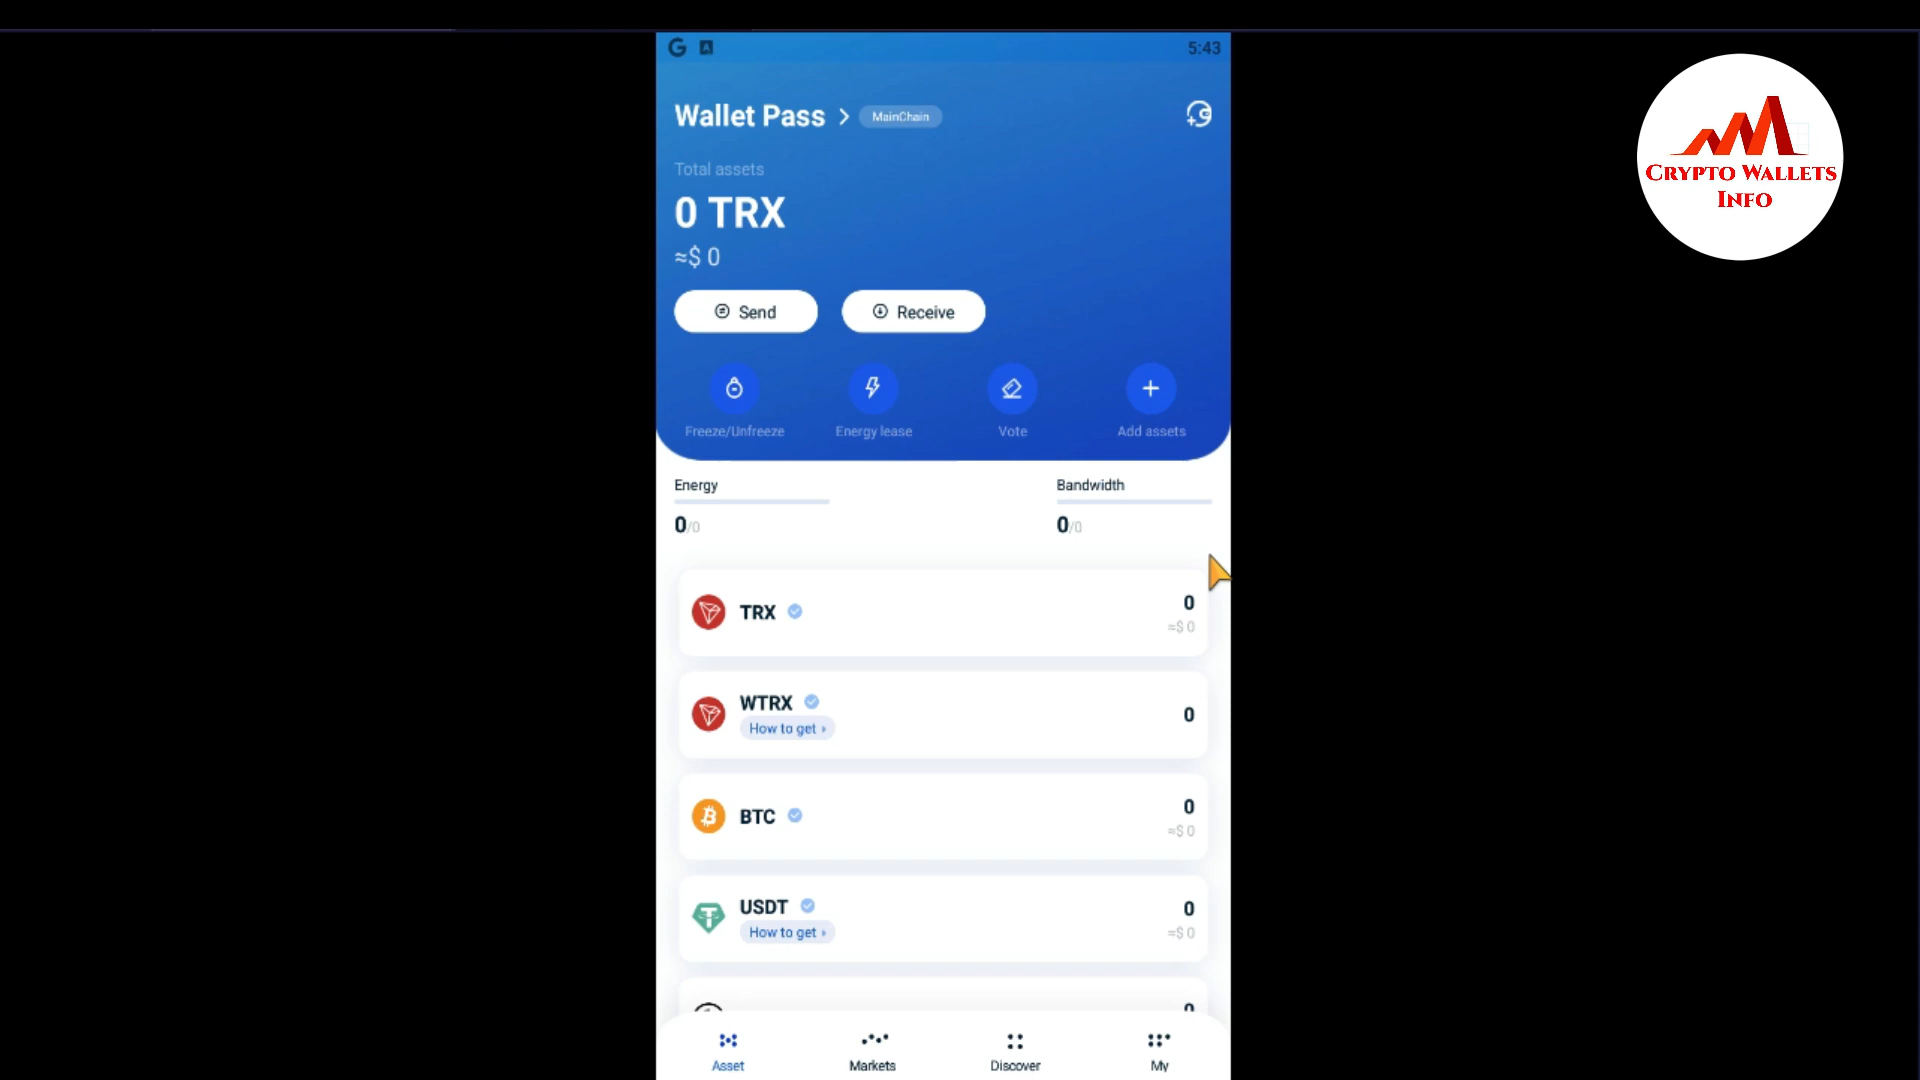 5:43
Wallet Pass > MainChain
Total assets
0 TRX
≈$ 0
Send Receive
Freeze/Unfreeze Energy lease Vote Add assets
Energy Bandwidth
0/0 0/0
TRX 0
≈$ 0
WTRX 0
How to get
BTC 0
≈$ 0
USDT 0
How to get ≈$ 0
Asset Markets Discover My
CRYPTO WALLETS
INFO